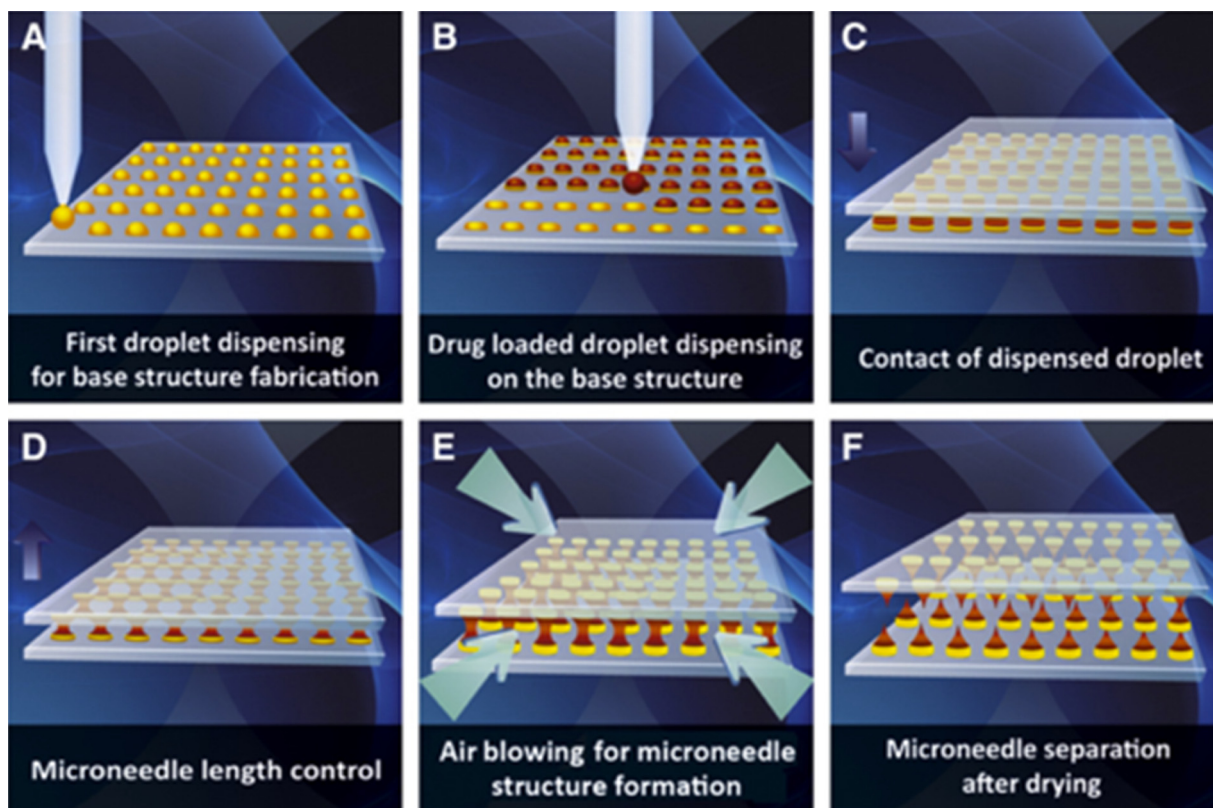 A
First droplet dispensing
for base structure fabrication
B
Drug loaded droplet dispensing
on the base structure
C
Contact of dispensed droplet
D
Microneedle length control
E
Air blowing for microneedle
structure formation
F
Microneedle separation
after drying